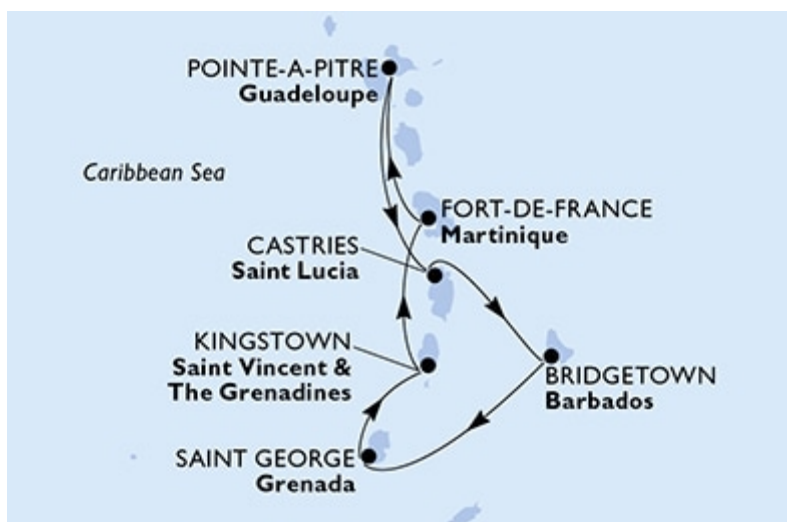 POINTE-A-PITRE
Guadeloupe
Caribbean Sea
FORT-DE-FRANCE
Martinique
CASTRIES
Saint Lucia
KINGSTOWN
Saint Vincent &
The Grenadines
BRIDGETOWN
Barbados
SAINT GEORGE
Grenada